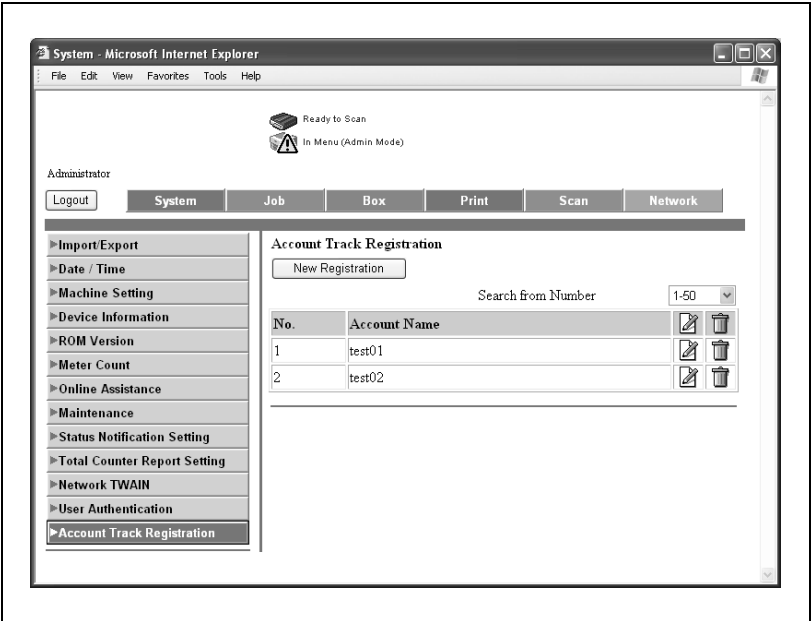 System - Microsoft Internet Explorer
File Edit View Favorites Tools Help
Ready to Scan
In Menu (Admin Mode)
Administrator
Logout System Job Box Print Scan Network
Import/Export
Date / Time
Machine Setting
Device Information
ROM Version
Meter Count
Online Assistance
Maintenance
Status Notification Setting
Total Counter Report Setting
Network TWAIN
User Authentication
Account Track Registration
Account Track Registration
New Registration
Search from Number 1-50
No. Account Name
1 test01
2 test02